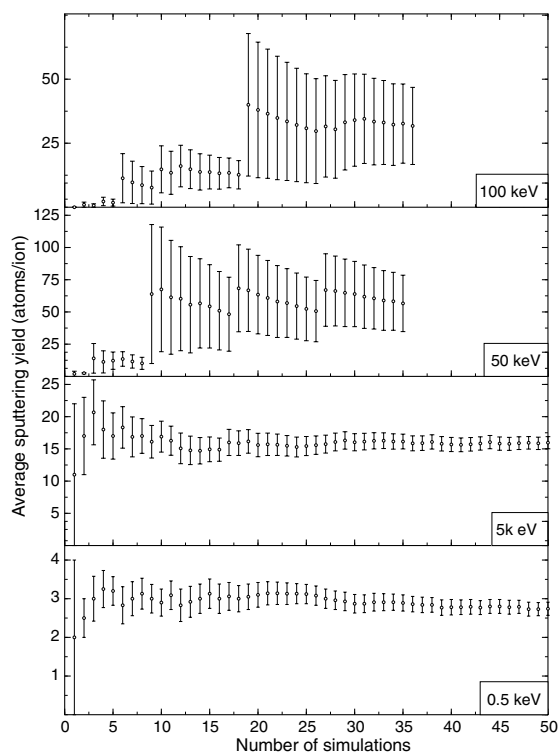 50
25
100 keV
125
100
75
50
25
50 keV
25
20
15
10
5
5k eV
4
3
2
1
0.5 keV
0 5 10 15 20 25 30 35 40 45 50
Number of simulations
Average sputtering yield (atoms/ion)